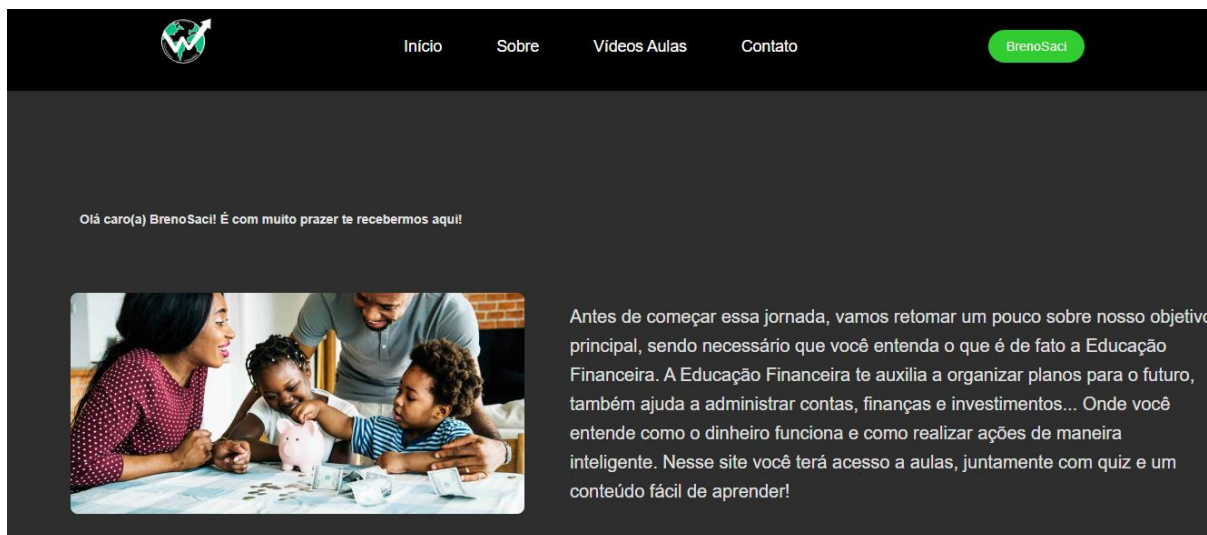 Início Sobre Vídeos Aulas Contato BrenoSaci
Olá caro(a) BrenoSaci! É com muito prazer te recebermos aqui!
Antes de começar essa jornada, vamos retomar um pouco sobre nosso objetivo
principal, sendo necessário que você entenda o que é de fato a Educação
Financeira. A Educação Financeira te auxilia a organizar planos para o futuro,
também ajuda a administrar contas, finanças e investimentos... Onde você
entende como o dinheiro funciona e como realizar ações de maneira
inteligente. Nesse site você terá acesso a aulas, juntamente com quiz e um
conteúdo fácil de aprender!